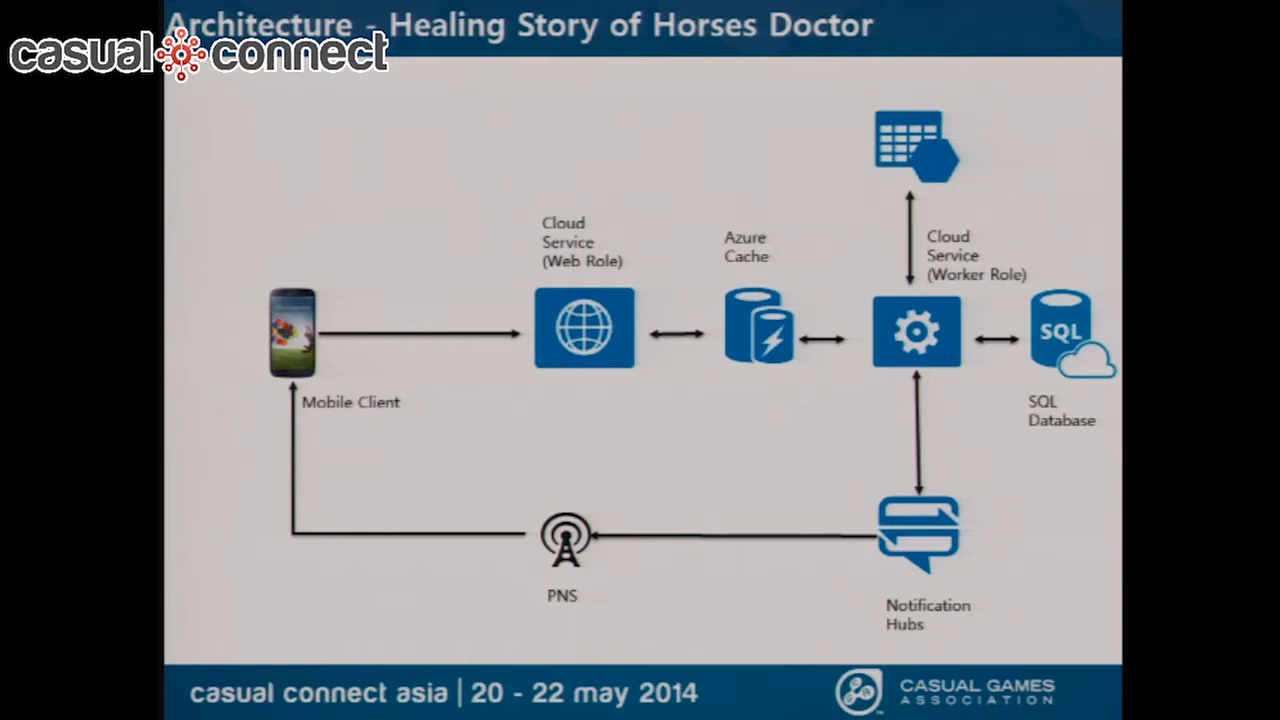 Architecture - Healing Story of Horses Doctor
casual connect
Cloud
Service
(Web Role)
Azure
Cache
Cloud
Service
(Worker Role)
SQL
Mobile Client
SQL
Database
PNS
Notification
Hubs
casual connect asia | 20 - 22 may 2014
CASUAL GAMES
ASSOCIATION